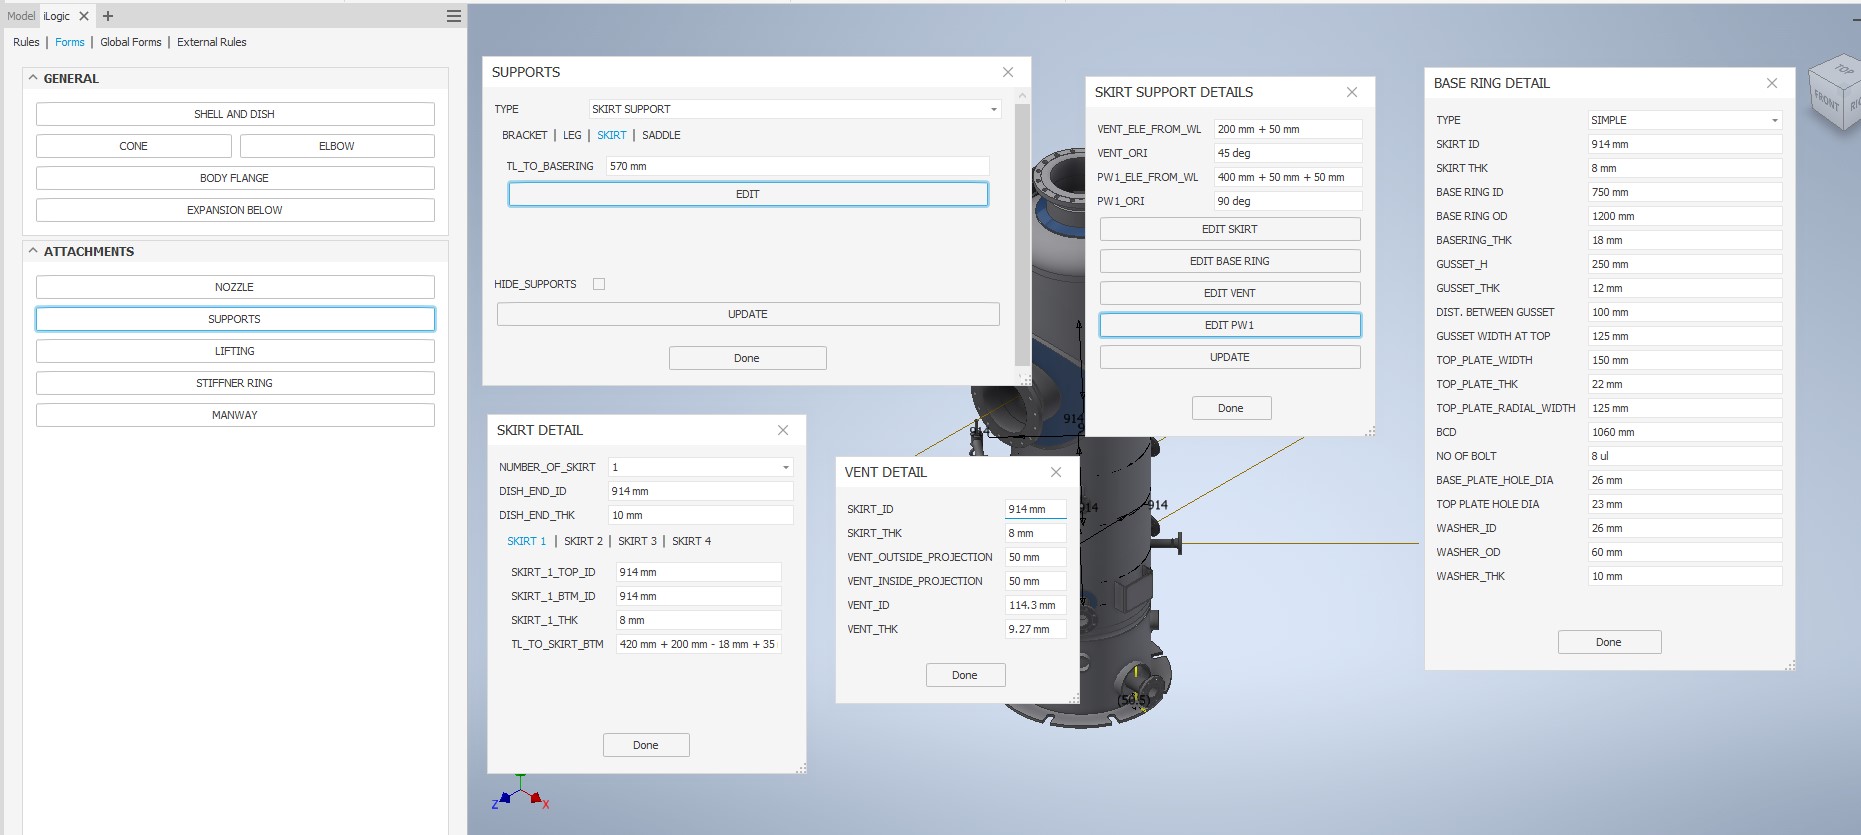 Model iLogic
Rules | Forms | Global Forms | External Rules
GENERAL
SHELL AND DISH
CONE ELBOW
BODY FLANGE
EXPANSION BELOW
ATTACHMENTS
NOZZLE
SUPPORTS
LIFTING
STIFFNER RING
MANWAY
SUPPORTS
TYPE SKIRT SUPPORT
BRACKET | LEG | SKIRT | SADDLE
TL_TO_BASERING 570 mm
EDIT
HIDE_SUPPORTS
UPDATE
Done
SKIRT SUPPORT DETAILS
VENT_ELE_FROM_WL 200 mm + 50 mm
VENT_ORI 45 deg
PW1_ELE_FROM_WL 400 mm + 50 mm + 50 mm
PW1_ORI 90 deg
EDIT SKIRT
EDIT BASE RING
EDIT VENT
EDIT PW1
UPDATE
Done
BASE RING DETAIL
TYPE SIMPLE
SKIRT ID 914 mm
SKIRT THK 8 mm
BASE RING ID 750 mm
BASE RING OD 1200 mm
BASERING_THK 18 mm
GUSSET_H 250 mm
GUSSET_THK 12 mm
DIST. BETWEEN GUSSET 100 mm
GUSSET WIDTH AT TOP 125 mm
TOP_PLATE_WIDTH 150 mm
TOP_PLATE_THK 22 mm
TOP_PLATE_RADIAL_WIDTH 125 mm
BCD 1060 mm
NO OF BOLT 8 ul
BASE_PLATE_HOLE_DIA 26 mm
TOP PLATE HOLE DIA 23 mm
WASHER_ID 26 mm
WASHER_OD 60 mm
WASHER_THK 10 mm
Done
SKIRT DETAIL
NUMBER_OF_SKIRT 1
DISH_END_ID 914 mm
DISH_END_THK 10 mm
SKIRT 1 | SKIRT 2 | SKIRT 3 | SKIRT 4
SKIRT_1_TOP_ID 914 mm
SKIRT_1_BTM_ID 914 mm
SKIRT_1_THK 8 mm
TL_TO_SKIRT_BTM 420 mm + 200 mm - 18 mm + 35
Done
VENT DETAIL
SKIRT_ID 914 mm
SKIRT_THK 8 mm
VENT_OUTSIDE_PROJECTION 50 mm
VENT_INSIDE_PROJECTION 50 mm
VENT_ID 114.3 mm
VENT_THK 9.27 mm
Done
914
914
914
914
(50.5)
TOP
FRONT
Z
X